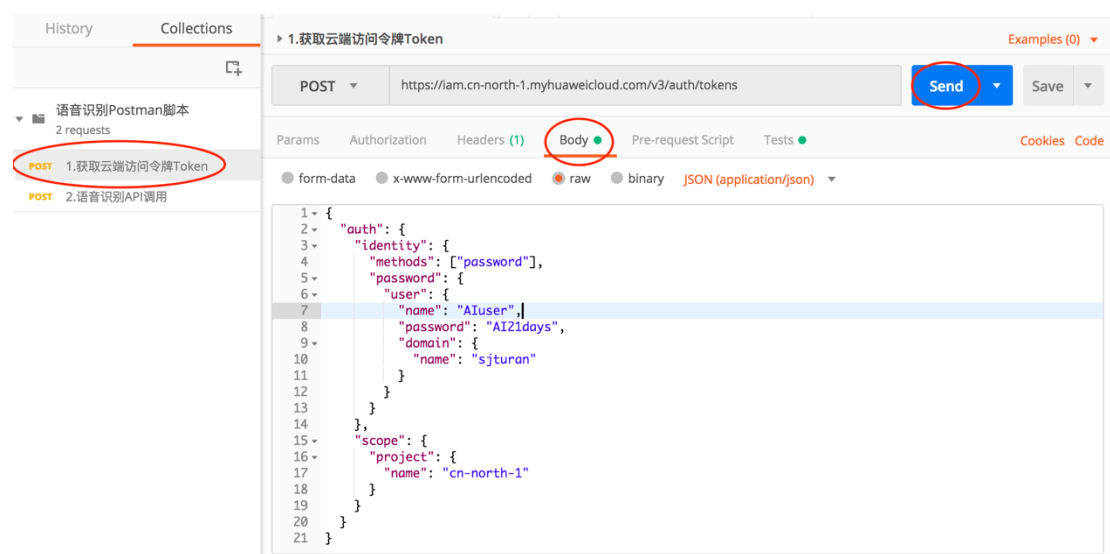 History Collections
1.获取云端访问令牌Token Examples (0)
POST https://iam.cn-north-1.myhuaweicloud.com/v3/auth/tokens Send Save
语音识别Postman脚本
2 requests
Params Authorization Headers (1) Body Pre-request Script Tests Cookies Code
POST 1.获取云端访问令牌Token
form-data x-www-form-urlencoded raw binary JSON (application/json)
POST 2.语音识别API调用
1 {
2 "auth": {
3 "identity": {
4 "methods": ["password"],
5 "password": {
6 "user": {
7 "name": "AIuser",
8 "password": "AI21days",
9 "domain": {
10 "name": "sjturan"
11 }
12 }
13 }
14 },
15 "scope": {
16 "project": {
17 "name": "cn-north-1"
18 }
19 }
20 }
21 }